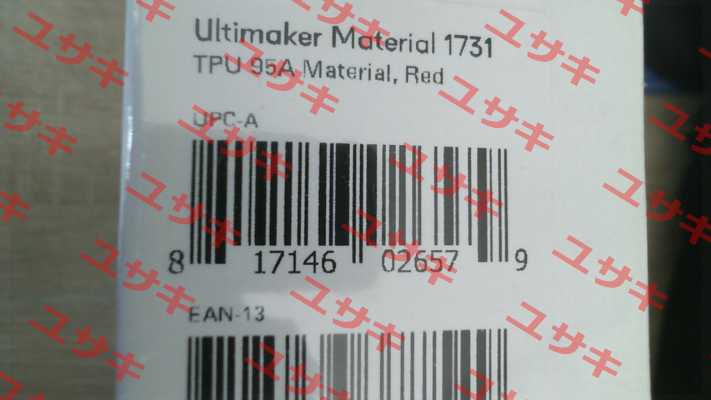 Ultimaker Material 1731
TPU 95A Material, Red
UPC-A
8 17146 02657 9
EAN-13
ユサキ